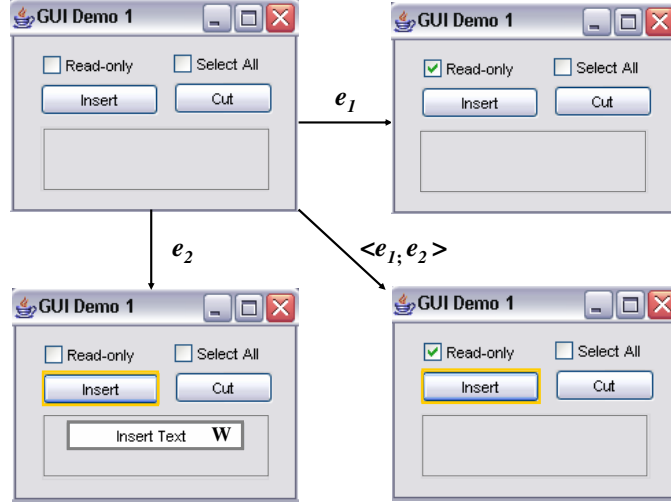 GUI Demo 1
Read-only Select All
Insert Cut
e1
GUI Demo 1
Read-only Select All
Insert Cut
e2
<e1; e2 >
GUI Demo 1
Read-only Select All
Insert Cut
Insert Text W
GUI Demo 1
Read-only Select All
Insert Cut